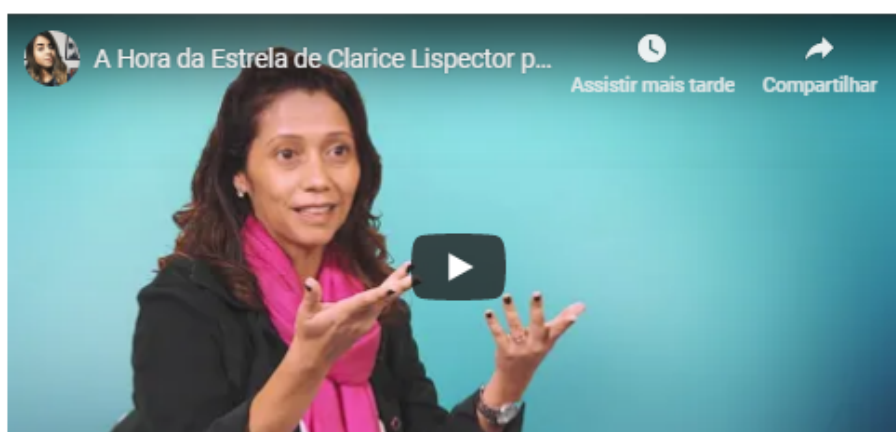 A Hora da Estrela de Clarice Lispector p...
Assistir mais tarde
Compartilhar